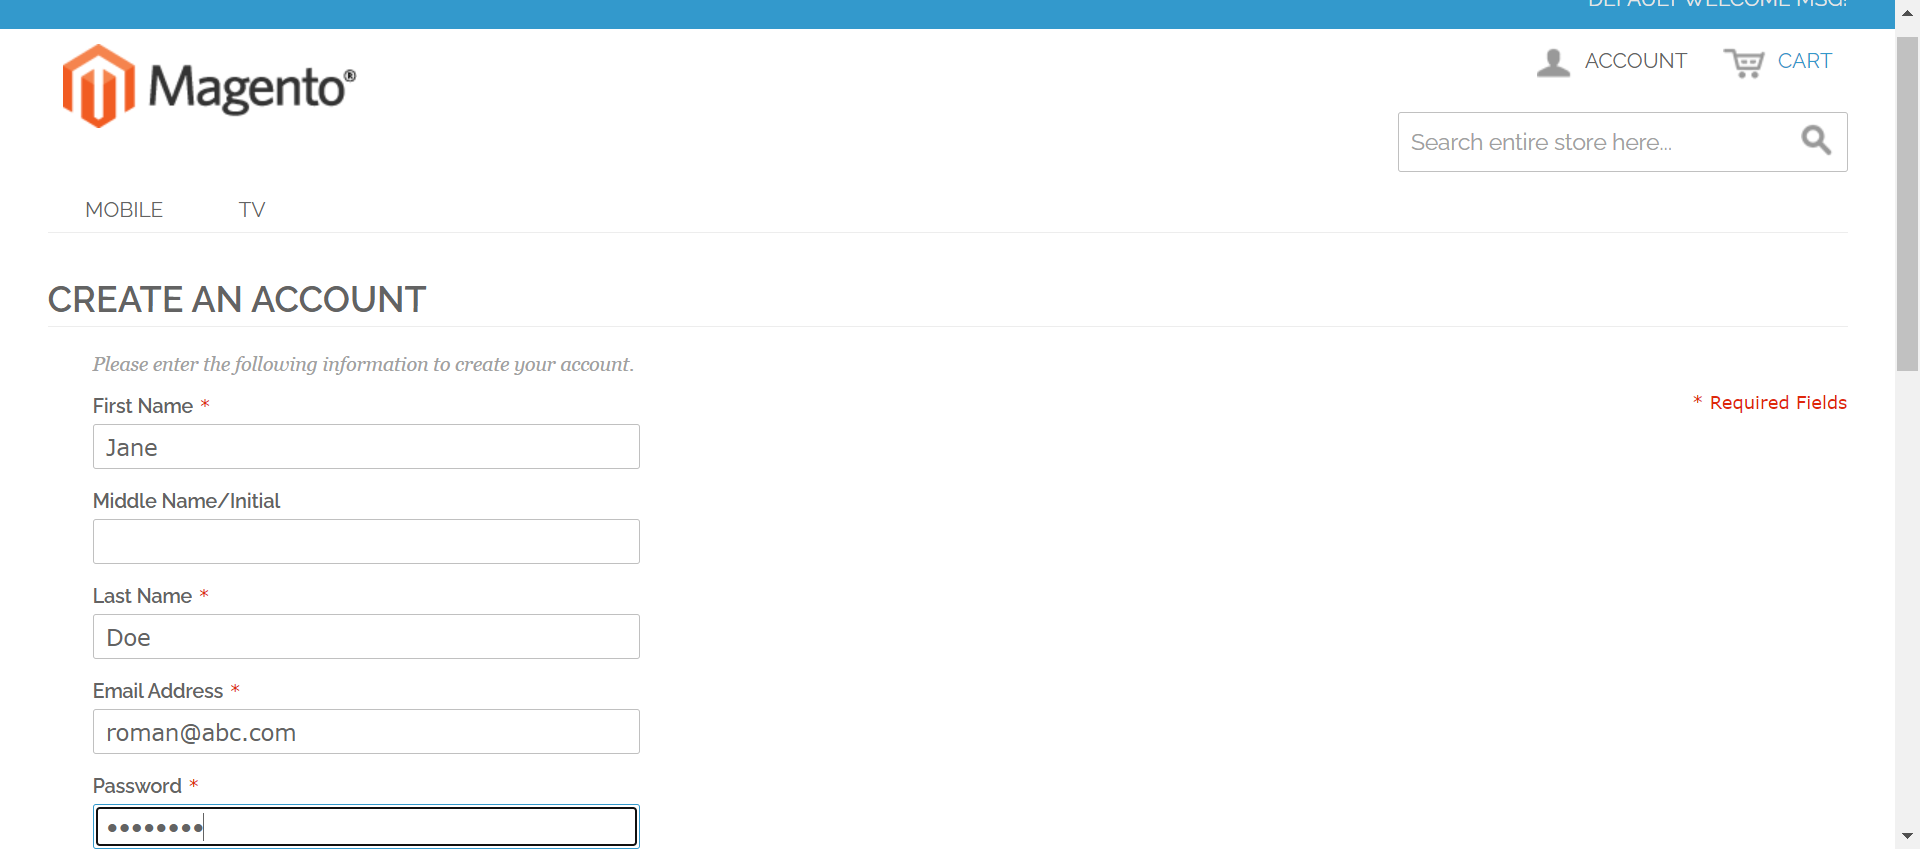 DEFAULT WELCOME MSG!
Magento®
ACCOUNT
CART
Search entire store here...
MOBILE
TV
CREATE AN ACCOUNT
Please enter the following information to create your account.
First Name *
* Required Fields
Jane
Middle Name/Initial
Last Name *
Doe
Email Address *
roman@abc.com
Password *
••••••••